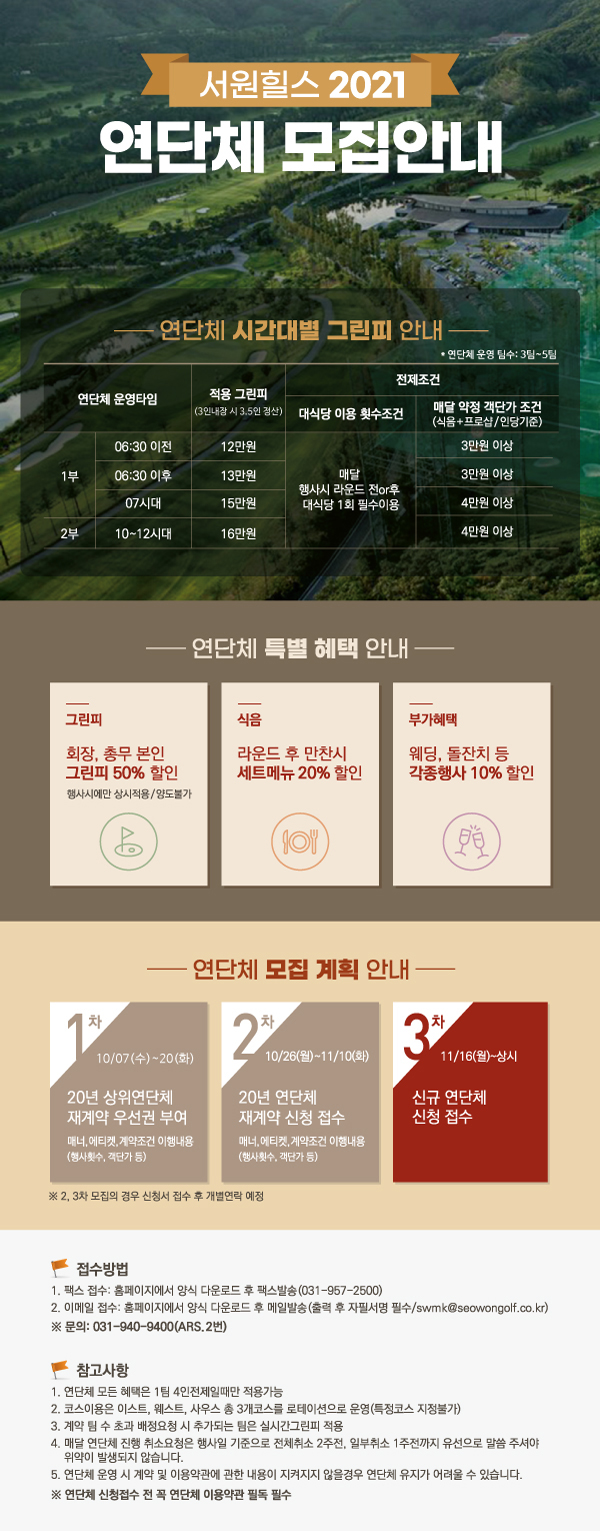 서원힐스 2021
연단체 모집안내
연단체 시간대별 그린피 안내
* 연단체 운영 팀수: 3팀~5팀
연단체 운영타임
적용 그린피
(3인내장 시 3.5인 정산)
전제조건
대식당 이용 횟수조건
매달 약정 객단가 조건
(식음+프로샵/인당기준)
1부
06:30 이전
12만원
매달
행사시 라운드 전or후
대식당 1회 필수이용
3만원 이상
06:30 이후
13만원
3만원 이상
07시대
15만원
4만원 이상
2부
10~12시대
16만원
4만원 이상
연단체 특별 혜택 안내
그린피
회장, 총무 본인
그린피 50% 할인
행사시에만 상시적용/양도불가
식음
라운드 후 만찬시
세트메뉴 20% 할인
부가혜택
웨딩, 돌잔치 등
각종행사 10% 할인
연단체 모집 계획 안내
1차
10/07(수)~20(화)
20년 상위연단체
재계약 우선권 부여
매너,에티켓,계약조건 이행내용
(행사횟수, 객단가 등)
2차
10/26(월)~11/10(화)
20년 연단체
재계약 신청 접수
매너,에티켓,계약조건 이행내용
(행사횟수, 객단가 등)
3차
11/16(월)~상시
신규 연단체
신청 접수
※ 2, 3차 모집의 경우 신청서 접수 후 개별연락 예정
접수방법
1. 팩스 접수: 홈페이지에서 양식 다운로드 후 팩스발송(031-957-2500)
2. 이메일 접수: 홈페이지에서 양식 다운로드 후 메일발송(출력 후 자필서명 필수/swmk@seowongolf.co.kr)
※ 문의: 031-940-9400(ARS.2번)
참고사항
1. 연단체 모든 혜택은 1팀 4인전제일때만 적용가능
2. 코스이용은 이스트, 웨스트, 사우스 총 3개코스를 로테이션으로 운영(특정코스 지정불가)
3. 계약 팀 수 초과 배정요청 시 추가되는 팀은 실시간그린피 적용
4. 매달 연단체 진행 취소요청은 행사일 기준으로 전체취소 2주전, 일부취소 1주전까지 유선으로 말씀 주셔야
위약이 발생되지 않습니다.
5. 연단체 운영 시 계약 및 이용약관에 관한 내용이 지켜지지 않을경우 연단체 유지가 어려울 수 있습니다.
※ 연단체 신청접수 전 꼭 연단체 이용약관 필독 필수